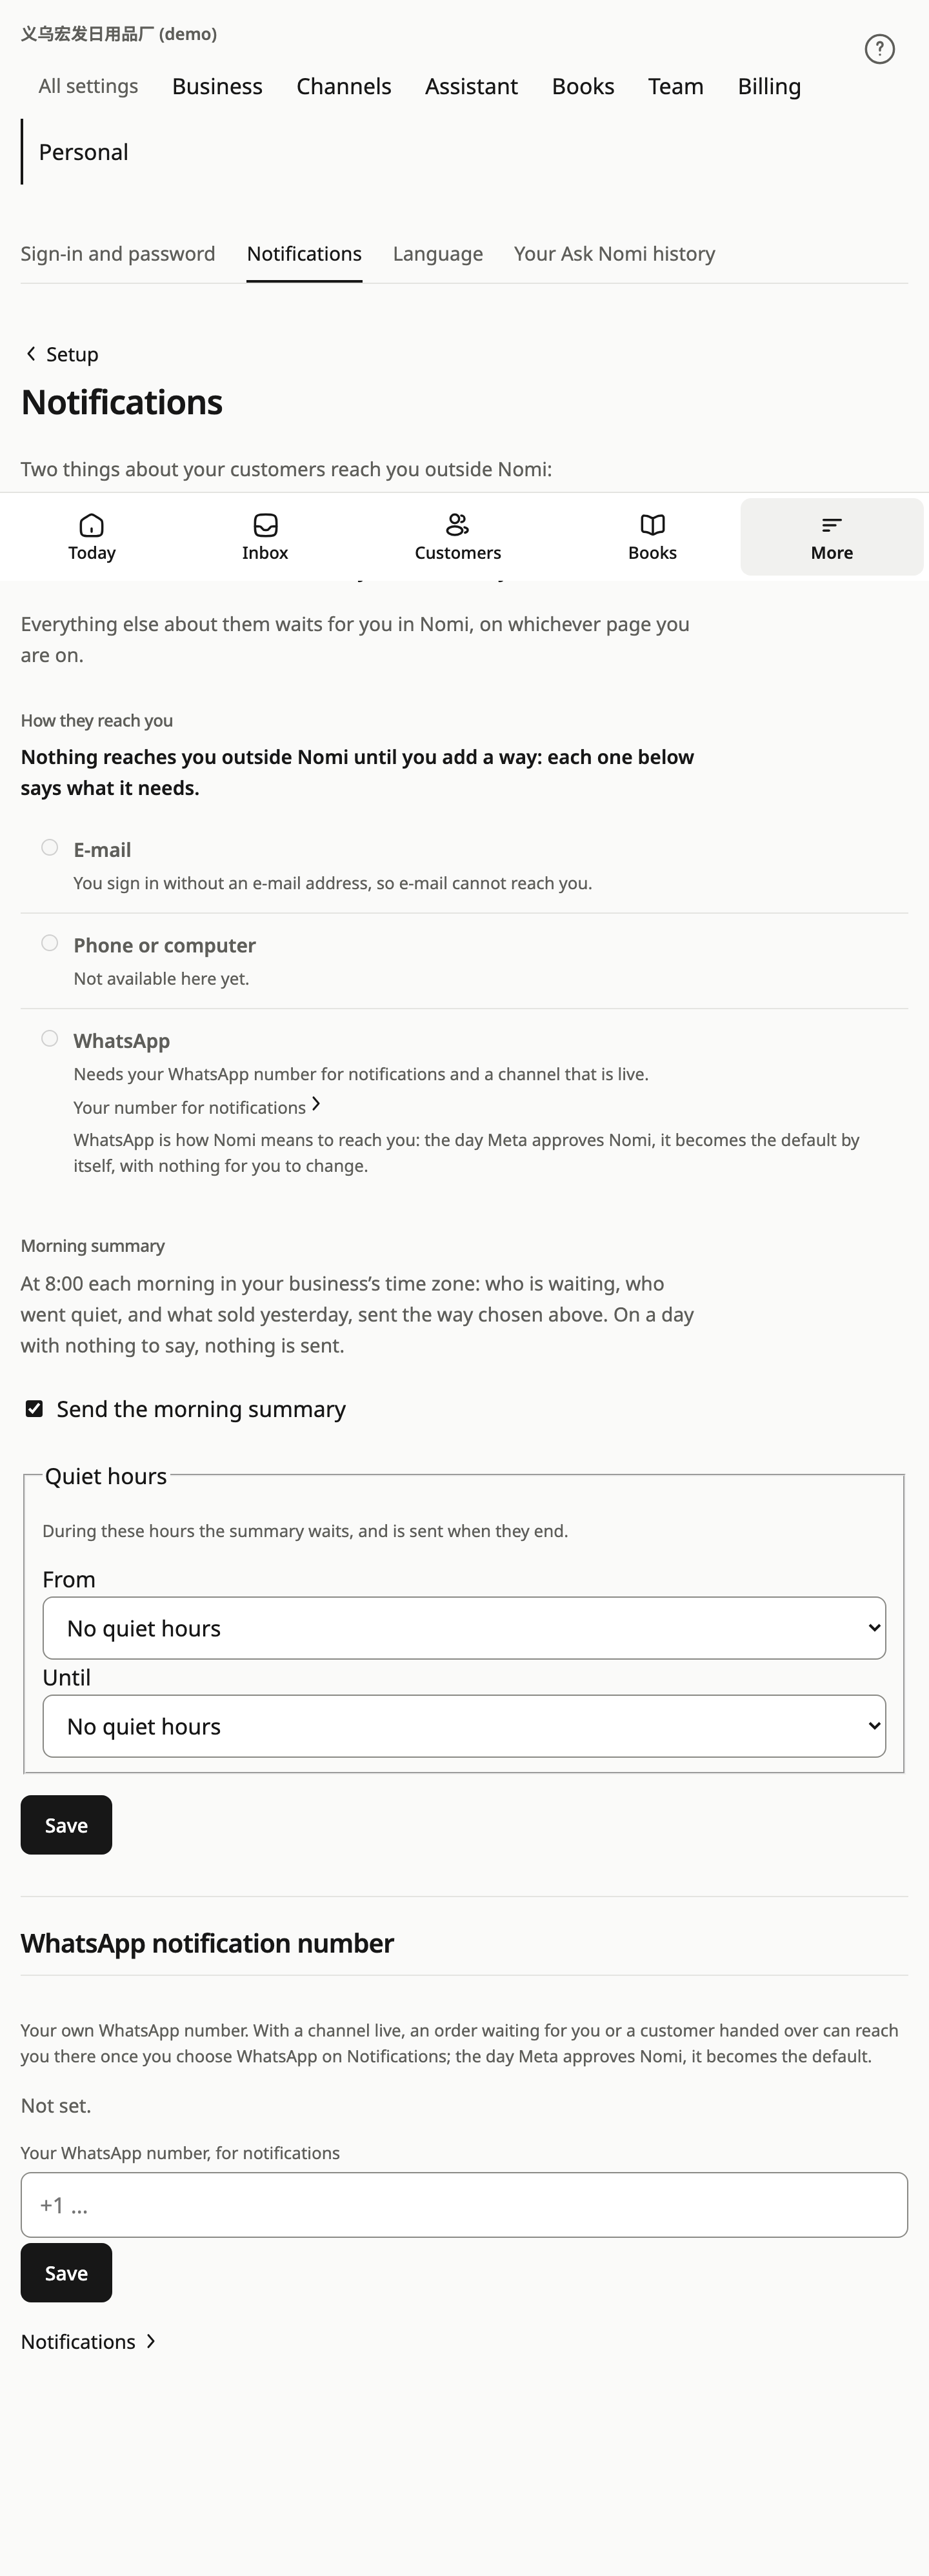 义乌宏发日用品厂 (demo)
All settings
Business
Channels
Assistant
Books
Team
Billing
Personal
Sign-in and password
Notifications
Language
Your Ask Nomi history
Setup
Notifications
Two things about your customers reach you outside Nomi:
Today
Inbox
Customers
Books
More
Everything else about them waits for you in Nomi, on whichever page you
are on.
How they reach you
Nothing reaches you outside Nomi until you add a way: each one below
says what it needs.
E-mail
You sign in without an e-mail address, so e-mail cannot reach you.
Phone or computer
Not available here yet.
WhatsApp
Needs your WhatsApp number for notifications and a channel that is live.
Your number for notifications
WhatsApp is how Nomi means to reach you: the day Meta approves Nomi, it becomes the default by
itself, with nothing for you to change.
Morning summary
At 8:00 each morning in your business’s time zone: who is waiting, who
went quiet, and what sold yesterday, sent the way chosen above. On a day
with nothing to say, nothing is sent.
Send the morning summary
Quiet hours
During these hours the summary waits, and is sent when they end.
From
No quiet hours
Until
No quiet hours
Save
WhatsApp notification number
Your own WhatsApp number. With a channel live, an order waiting for you or a customer handed over can reach
you there once you choose WhatsApp on Notifications; the day Meta approves Nomi, it becomes the default.
Not set.
Your WhatsApp number, for notifications
+1 ...
Save
Notifications